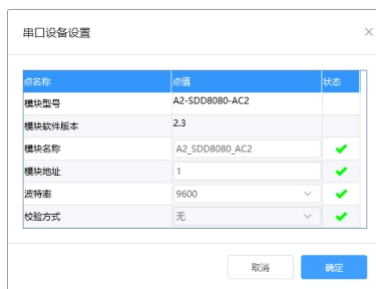 串口设备设置
点名称 点值 状态
模块型号 A2-SDD8080-AC2
模块软件版本 2.3
模块名称 A2_SDD8080_AC2
模块地址 1
波特率 9600
校验方式 无
取消 确定